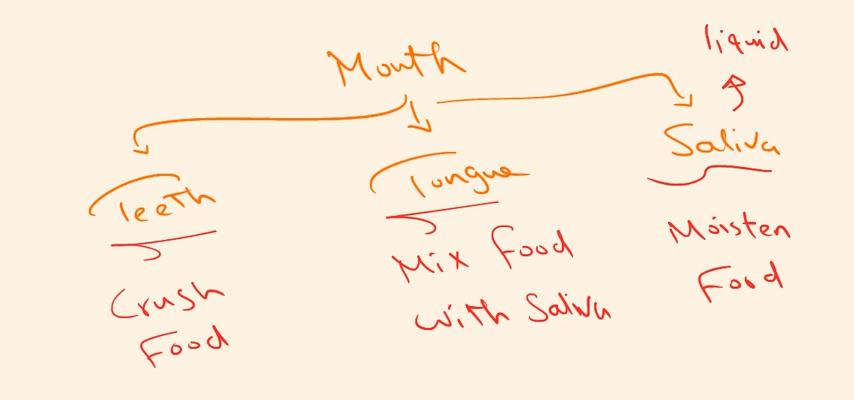 liquid
Mouth
Saliva
Teeth
Tongue
Moisten
Food
Mix Food
With Saliva
Crush
Food